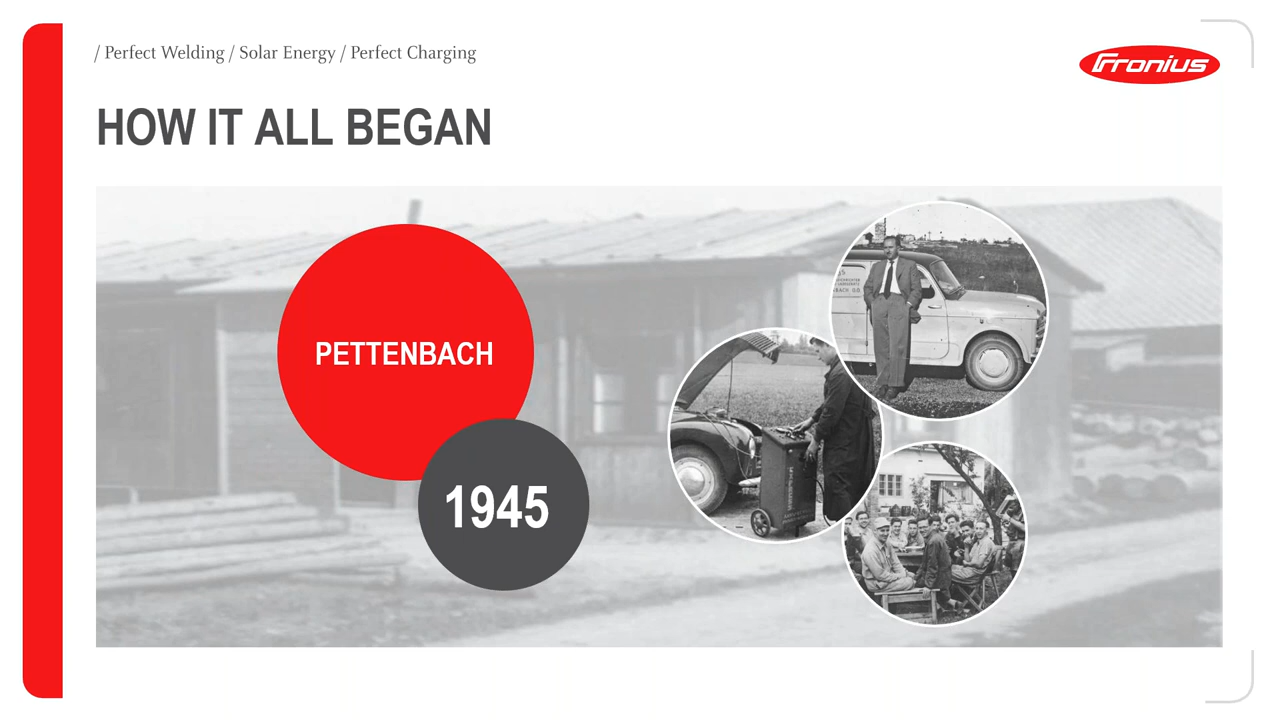 / Perfect Welding / Solar Energy / Perfect Charging
Fronius
HOW IT ALL BEGAN
PETTENBACH
1945